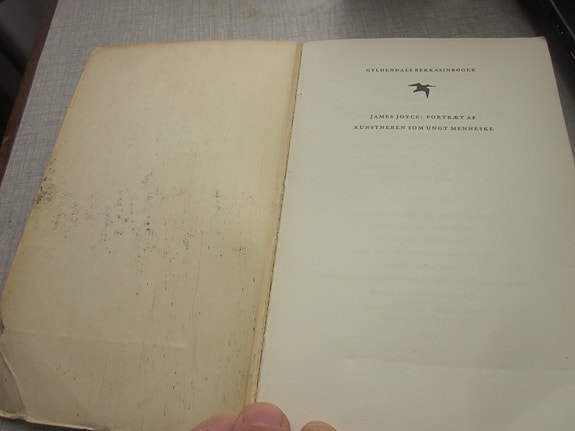 GYLDENDALS BEKKASINBØGER
JAMES JOYCE: PORTRÆT AF
KUNSTNEREN SOM UNGT MENNESKE